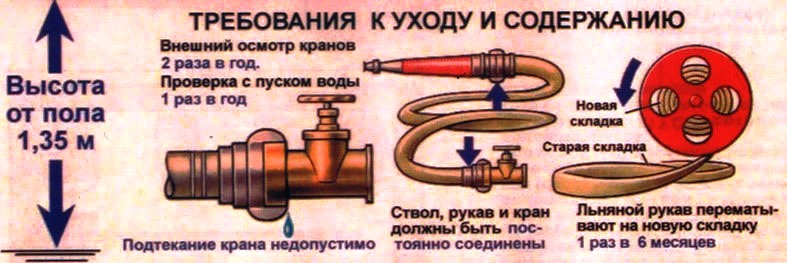 ТРЕБОВАНИЯ К УХОДУ И СОДЕРЖАНИЮ
Высота
от пола
1,35 м
Внешний осмотр кранов
2 раза в год.
Проверка с пуском воды
1 раз в год
Подтекание крана недопустимо
Ствол, рукав и кран
должны быть пос-
тоянно соединены
Новая
складка
Старая складка
Льняной рукав перематы-
вают на новую складку
1 раз в 6 месяцев